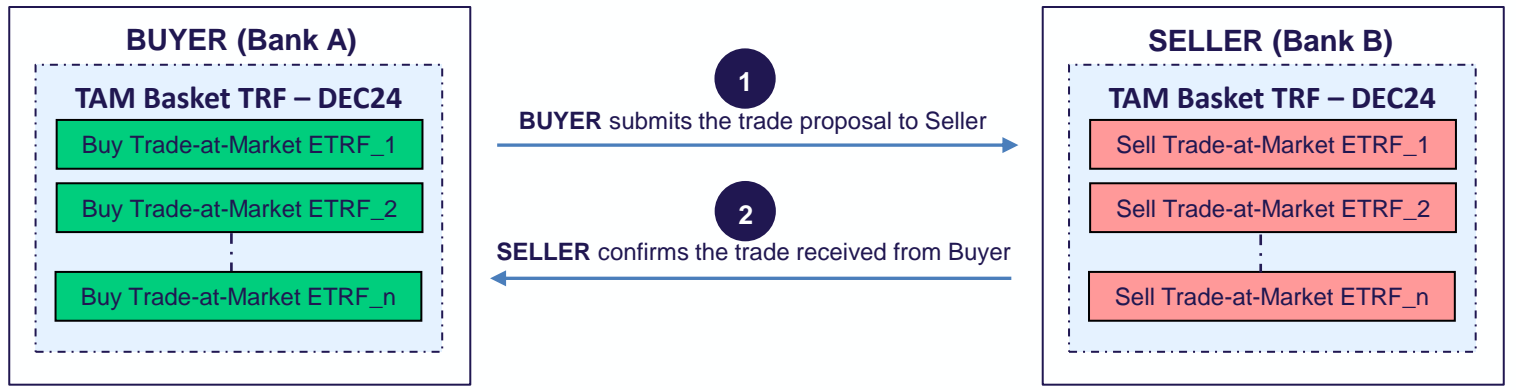 BUYER (Bank A)
TAM Basket TRF – DEC24
Buy Trade-at-Market ETRF_1
Buy Trade-at-Market ETRF_2
Buy Trade-at-Market ETRF_n
1
BUYER submits the trade proposal to Seller
2
SELLER confirms the trade received from Buyer
SELLER (Bank B)
TAM Basket TRF – DEC24
Sell Trade-at-Market ETRF_1
Sell Trade-at-Market ETRF_2
Sell Trade-at-Market ETRF_n